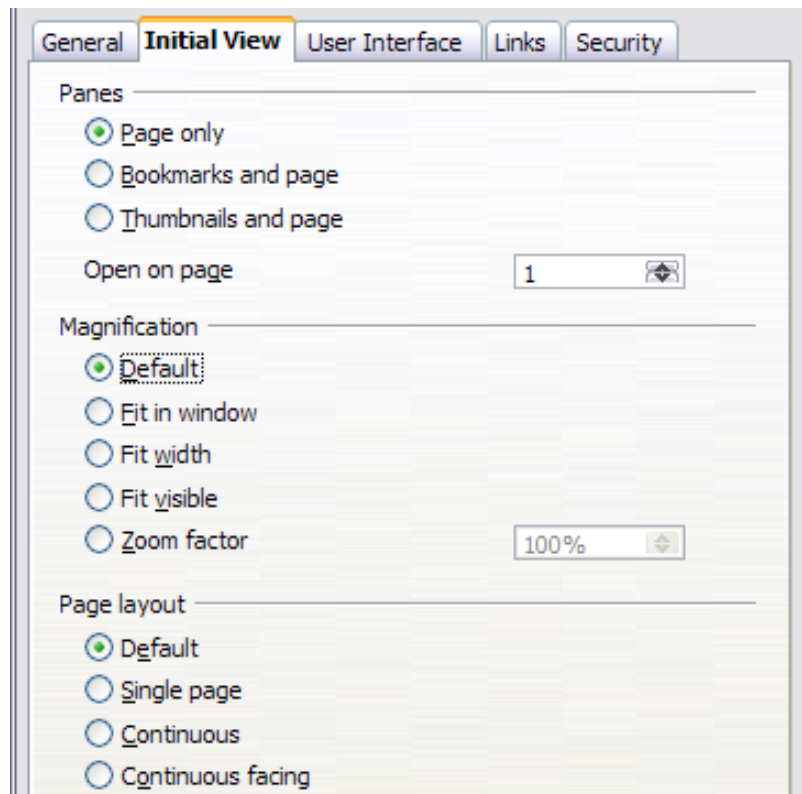 General Initial View User Interface Links Security
Panes
Page only
Bookmarks and page
Thumbnails and page
Open on page 1
Magnification
Default
Fit in window
Fit width
Fit visible
Zoom factor 100%
Page layout
Default
Single page
Continuous
Continuous facing